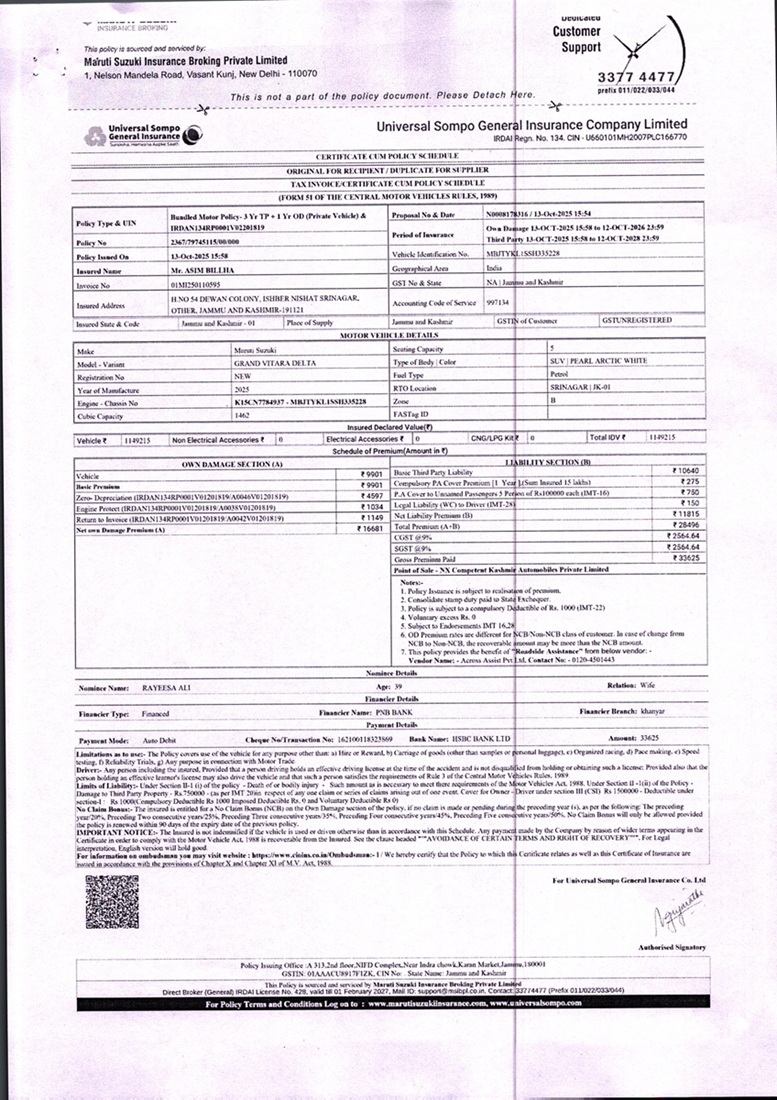 INSURANCE BROKING
This policy is sourced and serviced by:
Maruti Suzuki Insurance Broking Private Limited
1, Nelson Mandela Road, Vasant Kunj, New Delhi - 110070
Dedicated
Customer
Support
3377 4477
prefix 011/022/033/044
This is not a part of the policy document. Please Detach Here.
Universal Sompo
General Insurance
Suraksha, Hamesha Aapke Saath
Universal Sompo General Insurance Company Limited
IRDAI Regn. No. 134. CIN - U660101MH2007PLC166770
CERTIFICATE CUM POLICY SCHEDULE
ORIGINAL FOR RECIPIENT / DUPLICATE FOR SUPPLIER
TAX INVOICE/CERTIFICATE CUM POLICY SCHEDULE
(FORM 51 OF THE CENTRAL MOTOR VEHICLES RULES, 1989)
Policy Type & UIN Bundled Motor Policy- 3 Yr TP + 1 Yr OD (Private Vehicle) & IRDAN134RP0001V02201819
Proposal No & Date N0008178316 / 13-Oct-2025 15:54
Policy No 2367/79745115/00/000
Period of Insurance Own Damage 13-OCT-2025 15:58 to 12-OCT-2026 23:59
Third Party 13-OCT-2025 15:58 to 12-OCT-2028 23:59
Policy Issued On 13-Oct-2025 15:58
Vehicle Identification No. MBJTYKL1SSH335228
Insured Name Mr. ASIM BILLHA
Geographical Area India
Invoice No 01MI250110595
GST No & State NA | Jammu and Kashmir
Insured Address H.NO 54 DEWAN COLONY, ISHBER NISHAT SRINAGAR,
OTHER, JAMMU AND KASHMIR-191121
Accounting Code of Service 997134
Insured State & Code Jammu and Kashmir - 01 Place of Supply Jammu and Kashmir GSTIN of Customer GSTUNREGISTERED
MOTOR VEHICLE DETAILS
Make Maruti Suzuki Seating Capacity 5
Model - Variant GRAND VITARA DELTA Type of Body | Color SUV | PEARL ARCTIC WHITE
Registration No NEW Fuel Type Petrol
Year of Manufacture 2025 RTO Location SRINAGAR | JK-01
Engine - Chassis No K15CN7784937 - MBJTYKL1SSH335228 Zone B
Cubic Capacity 1462 FASTag ID
Insured Declared Value(₹)
Vehicle ₹ 1149215 Non Electrical Accessories ₹ 0 Electrical Accessories ₹ 0 CNG/LPG Kit ₹ 0 Total IDV ₹ 1149215
Schedule of Premium(Amount in ₹)
OWN DAMAGE SECTION (A)
Vehicle ₹ 9901
Basic Premium ₹ 9901
Zero- Depreciation (IRDAN134RP0001V01201819/A0046V01201819) ₹ 4597
Engine Protect (IRDAN134RP0001V01201819/A0038V01201819) ₹ 1034
Return to Invoice (IRDAN134RP0001V01201819/A0042V01201819) ₹ 1149
Net own Damage Premium (A) ₹ 16681
LIABILITY SECTION (B)
Basic Third Party Liability ₹ 10640
Compulsory PA Cover Premium [1 Year ],(Sum Insured 15 lakhs) ₹ 275
P.A Cover to Unnamed Passengers 5 Person of Rs100000 each (IMT-16) ₹ 750
Legal Liability (WC) to Driver (IMT-28) ₹ 150
Net Liability Premium (B) ₹ 11815
Total Premium (A+B) ₹ 28496
CGST @9% ₹ 2564.64
SGST @9% ₹ 2564.64
Gross Premium Paid ₹ 33625
Point of Sale - NX Competent Kashmir Automobiles Private Limited
Notes:-
1. Policy Issuance is subject to realisation of premium.
2. Consolidate stamp duty paid to State Exchequer.
3. Policy is subject to a compulsory Deductible of Rs. 1000 (IMT-22)
4. Voluntary excess Rs. 0
5. Subject to Endorsements IMT 16,28
6. OD Premium rates are different for NCB/Non-NCB class of customer. In case of change from
NCB to Non-NCB, the recoverable amount may be more than the NCB amount.
7. This policy provides the benefit of "Roadside Assistance" from below vendor: -
Vendor Name: - Across Assist Pvt Ltd. Contact No: - 0120-4501443
Nominee Details
Nominee Name: RAYEESA ALI Age: 39 Relation: Wife
Financier Details
Financier Type: Financed Financier Name: PNB BANK Financier Branch: khanyar
Payment Details
Payment Mode: Auto Debit Cheque No/Transaction No: 162100118323869 Bank Name: HSBC BANK LTD Amount: 33625
Limitations as to use:- The Policy covers use of the vehicle for any purpose other than: a) Hire or Reward, b) Carriage of goods (other than samples or personal luggage), c) Organized racing, d) Pace making, e) Speed
testing, f) Reliability Trials, g) Any purpose in connection with Motor Trade
Driver:- Any person including the insured, Provided that a person driving holds an effective driving license at the time of the accident and is not disqualified from holding or obtaining such a license: Provided also that the
person holding an effective learner's license may also drive the vehicle and that such a person satisfies the requirements of Rule 3 of the Central Motor Vehicles Rules, 1989
Limits of Liability:- Under Section II-1 (i) of the policy - Death of or bodily injury - Such amount as is necessary to meet there requirements of the Motor Vehicles Act, 1988. Under Section II -1(ii) of the Policy -
Damage to Third Party Property - Rs 750000 - (as per IMT 20)in respect of any one claim or series of claims arising out of one event. Cover for Owner - Driver under section III (CSI) Rs 1500000 - Deductible under
section-I : Rs 1000(Compulsory Deductible Rs 1000 Imposed Deductible Rs. 0 and Voluntary Deductible Rs 0)
No Claim Bonus:- The insured is entitled for a No Claim Bonus (NCB) on the Own Damage section of the policy, if no claim is made or pending during the preceding year (s), as per the following: The preceding
year/20%, Preceding Two consecutive years/25%, Preceding Three consecutive years/35%, Preceding Four consecutive years/45%, Preceding Five consecutive years/50%. No Claim Bonus will only be allowed provided
the policy is renewed within 90 days of the expiry date of the previous policy.
IMPORTANT NOTICE:- The Insured is not indemnified if the vehicle is used or driven otherwise than in accordance with this Schedule. Any payment made by the Company by reason of wider terms appearing in the
Certificate in order to comply with the Motor Vehicle Act, 1988 is recoverable from the Insured. See the clause headed """AVOIDANCE OF CERTAIN TERMS AND RIGHT OF RECOVERY""". For Legal
interpretation, English version will hold good.
For information on ombudsman you may visit website : https://www.cioins.co.in/Ombudsman:- I / We hereby certify that the Policy to which this Certificate relates as well as this Certificate of Insurance are
issued in accordance with the provisions of Chapter X and Chapter XI of M.V. Act, 1988.
For Universal Sompo General Insurance Co. Ltd
Authorised Signatory
Policy Issuing Office :A 313,2nd floor,NIFD Complex,Near Indra chowk,Karan Market,Jammu,180001
GSTIN: 01AAACU8917F1ZK, CIN No: . State Name: Jammu and Kashmir
This Policy is sourced and serviced by Maruti Suzuki Insurance Broking Private Limited
Direct Broker (General) IRDAI License No. 428, valid till 01 February 2027, Mail ID: support@msibpl.co.in, Contact: 33774477 (Prefix 011/022/033/044)
For Policy Terms and Conditions Log on to : www.marutisuzukiinsurance.com, www.universalsompo.com